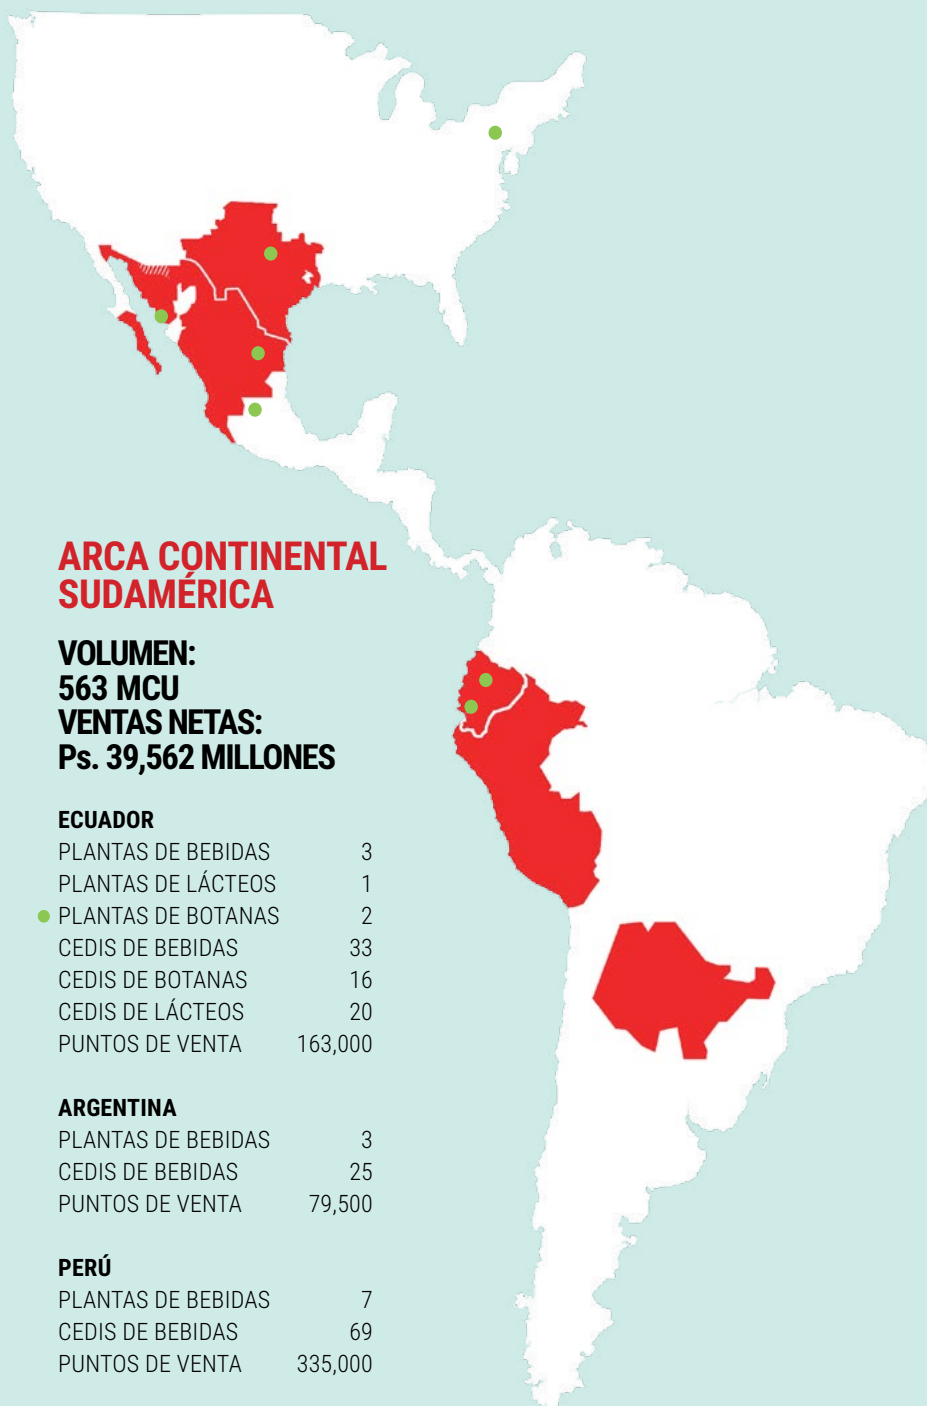 ARCA CONTINENTAL
SUDAMÉRICA
VOLUMEN:
563 MCU
VENTAS NETAS:
Ps. 39,562 MILLONES
ECUADOR
PLANTAS DE BEBIDAS 3
PLANTAS DE LÁCTEOS 1
PLANTAS DE BOTANAS 2
CEDIS DE BEBIDAS 33
CEDIS DE BOTANAS 16
CEDIS DE LÁCTEOS 20
PUNTOS DE VENTA 163,000
ARGENTINA
PLANTAS DE BEBIDAS 3
CEDIS DE BEBIDAS 25
PUNTOS DE VENTA 79,500
PERÚ
PLANTAS DE BEBIDAS 7
CEDIS DE BEBIDAS 69
PUNTOS DE VENTA 335,000